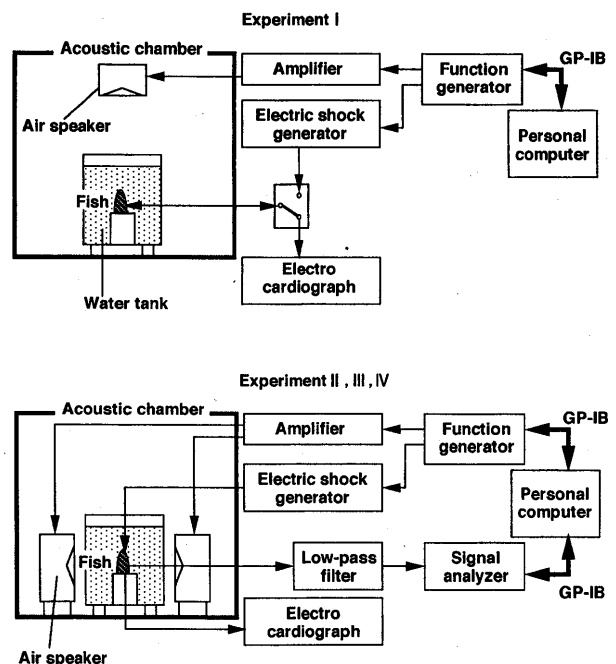 Experiment I
Acoustic chamber
Amplifier
Function
generator
GP-IB
Air speaker
Electric shock
generator
Personal
computer
Fish
Electro
cardiograph
Water tank
Experiment II , III , IV
Acoustic chamber
Amplifier
Function
generator
GP-IB
Electric shock
generator
Personal
computer
Fish
Low-pass
filter
Signal
analyzer
GP-IB
Electro
cardiograph
Air speaker